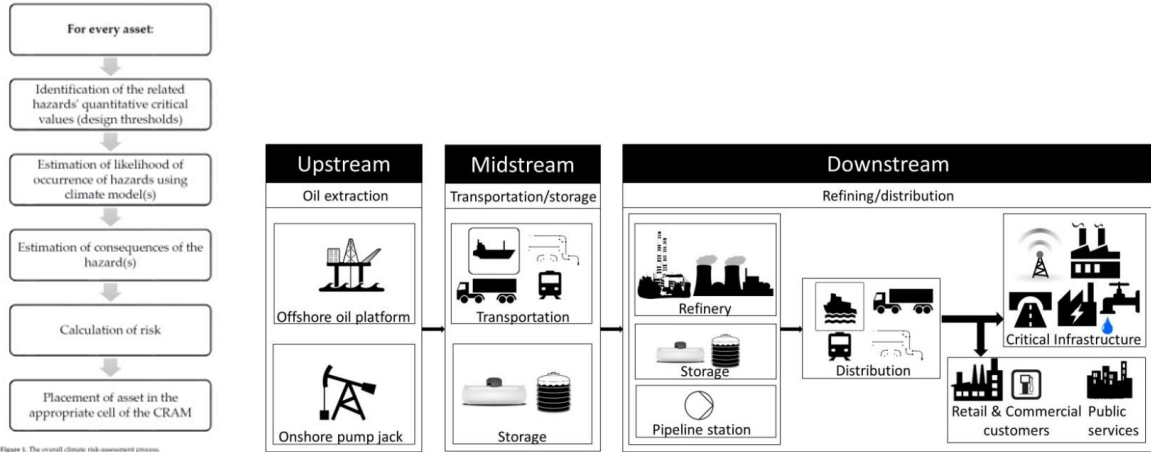 For every asset:
Identification of the related
hazards' quantitative critical
values (design thresholds)
Estimation of likelihood of
occurrence of hazards using
climate model(s)
Estimation of consequences of the
hazard(s)
Calculation of risk
Placement of asset in the
appropriate cell of the CRAM
Figure 1. The overall climate risk-assessment process.
Upstream
Oil extraction
Offshore oil platform
Onshore pump jack
Midstream
Transportation/storage
Transportation
Storage
Downstream
Refining/distribution
Refinery
Storage
Pipeline station
Distribution
Critical Infrastructure
Retail & Commercial
customers
Public
services